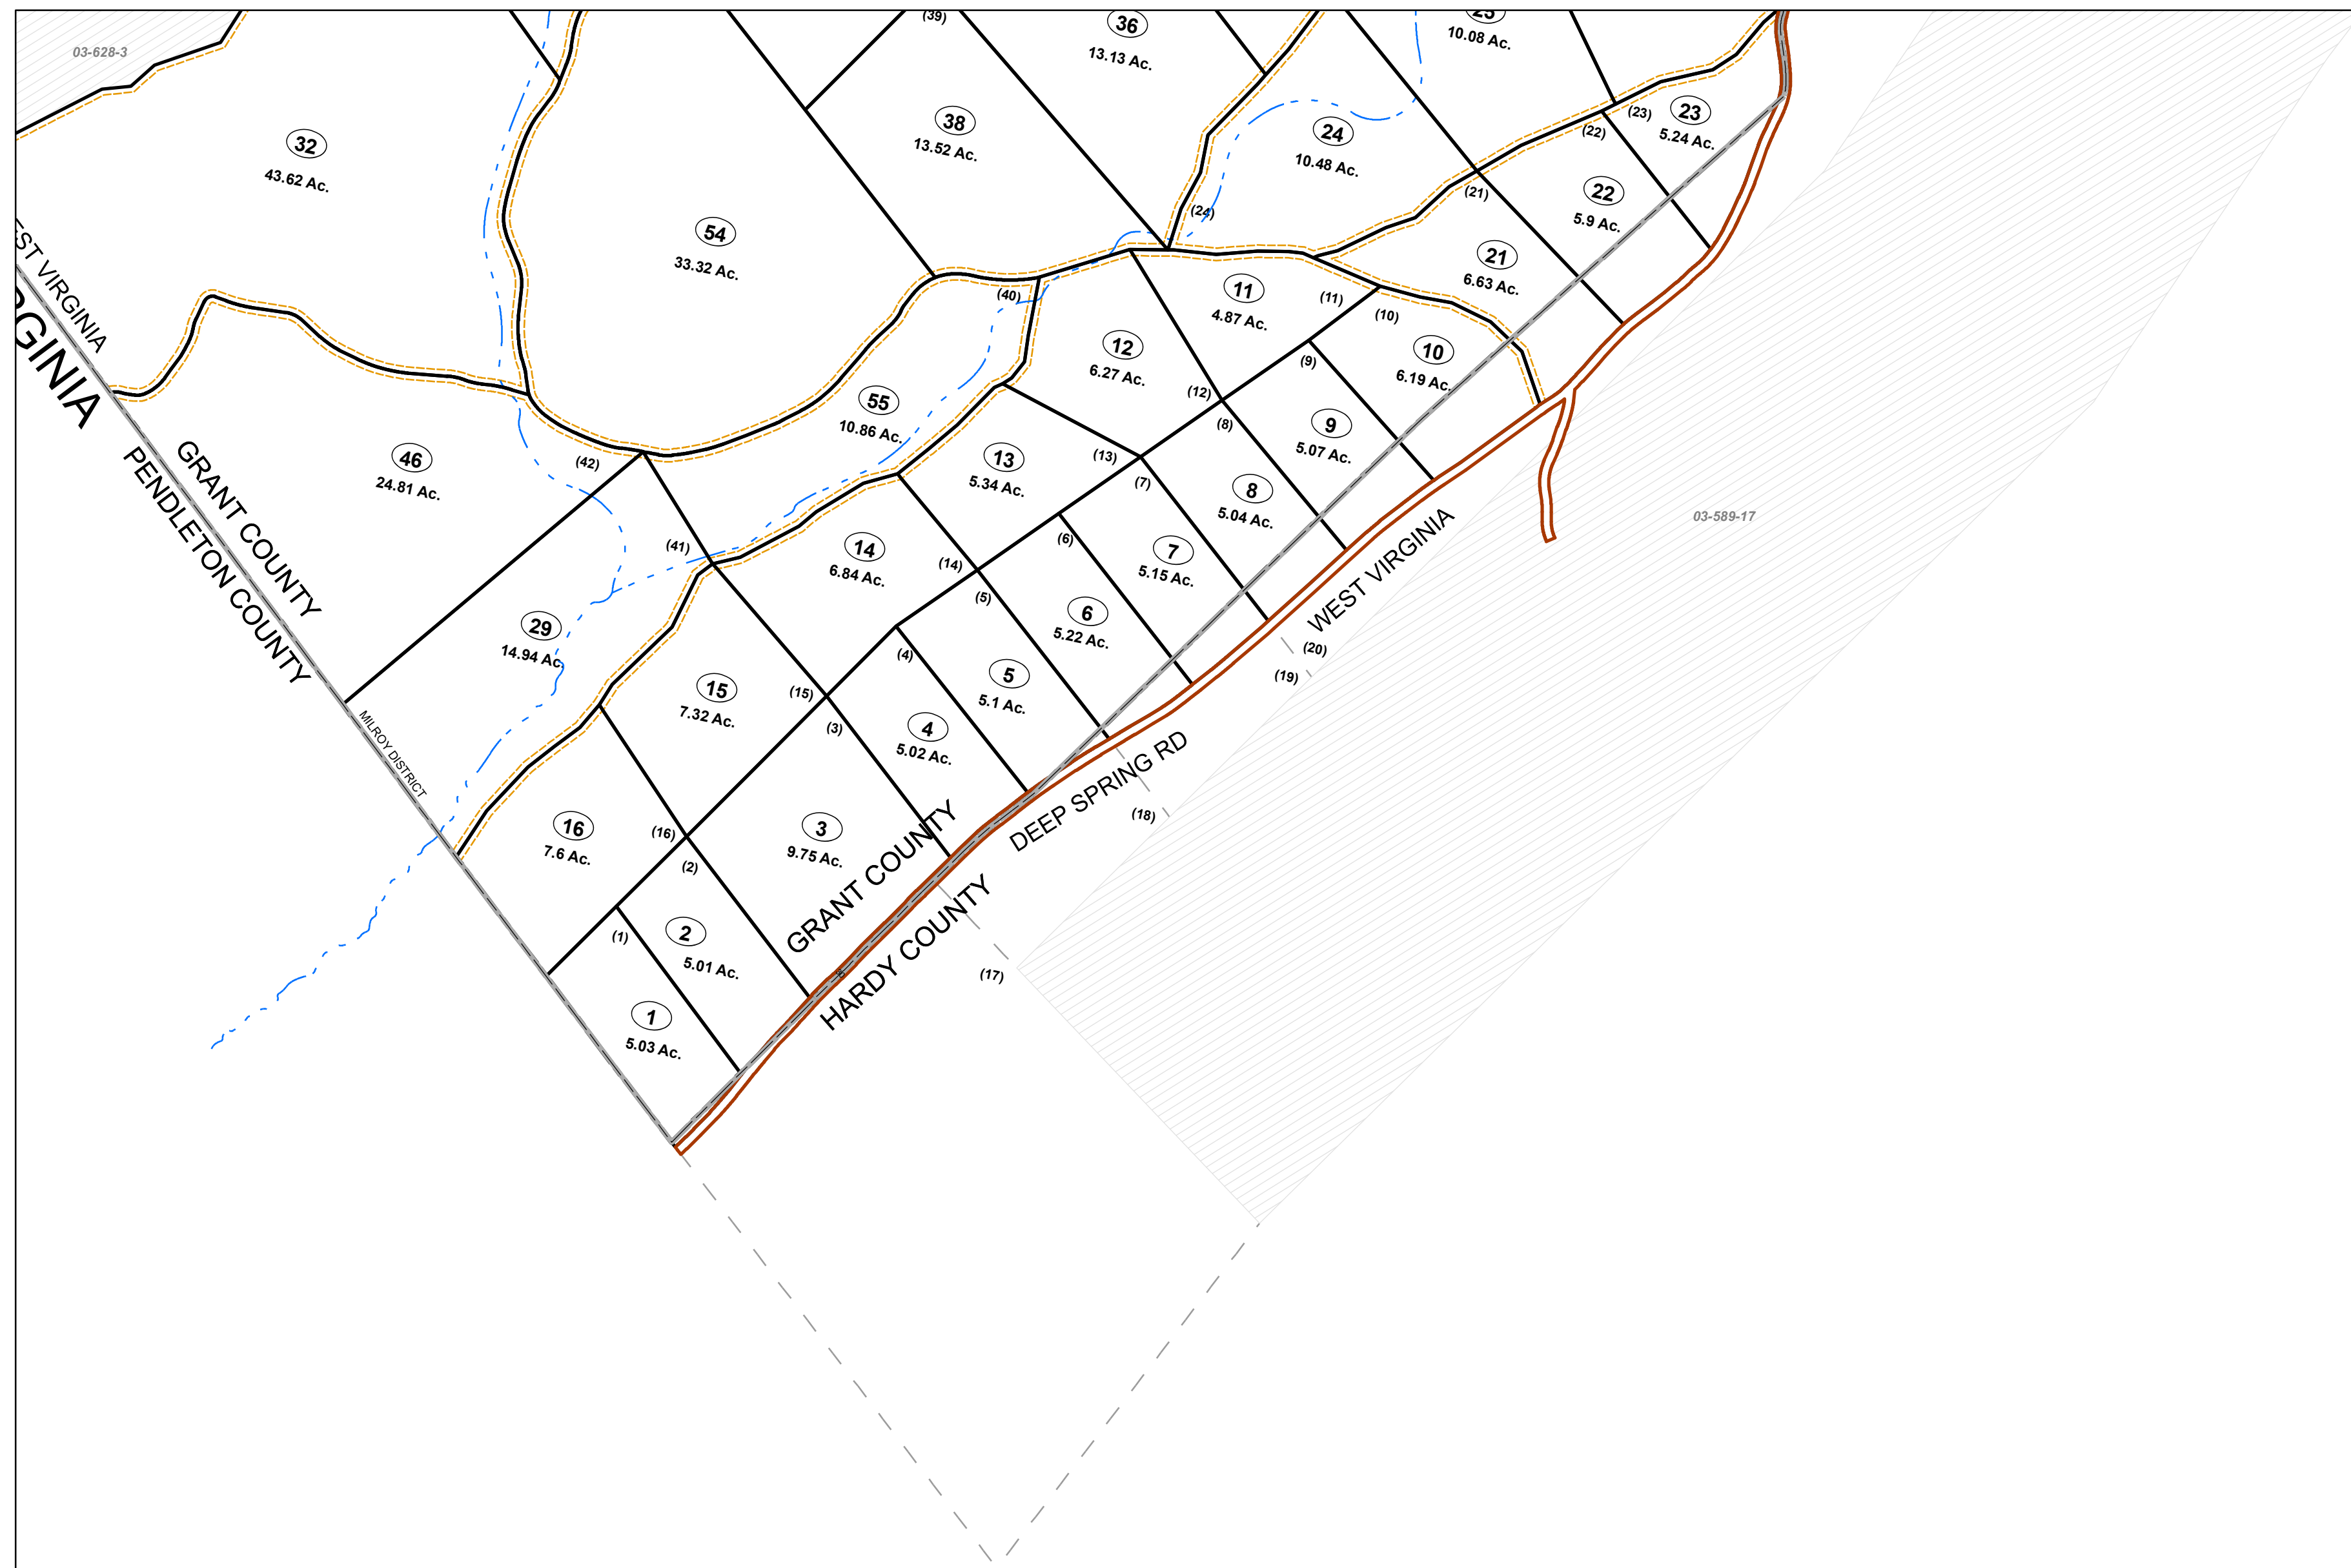 (39)
36
13.13 Ac.
25
10.08 Ac.
03-628-3
32
43.62 Ac.
38
13.52 Ac.
24
10.48 Ac.
(23)
23
5.24 Ac.
(22)
54
33.32 Ac.
(24)
(21)
22
5.9 Ac.
EST VIRGINIA
RGINIA
21
6.63 Ac.
(40)
11
4.87 Ac.
(11)
(10)
12
6.27 Ac.
10
6.19 Ac.
(9)
(12)
55
10.86 Ac.
(8)
9
5.07 Ac.
46
24.81 Ac.
(42)
13
5.34 Ac.
(13)
(7)
8
5.04 Ac.
GRANT COUNTY
PENDLETON COUNTY
03-589-17
(41)
14
6.84 Ac.
(14)
(6)
7
5.15 Ac.
WEST VIRGINIA
(5)
6
5.22 Ac.
29
14.94 Ac.
(20)
(19)
(4)
5
5.1 Ac.
15
7.32 Ac.
(15)
(3)
4
5.02 Ac.
MILROY DISTRICT
DEEP SPRING RD
(18)
16
7.6 Ac.
(16)
(2)
3
9.75 Ac.
GRANT COUNTY
HARDY COUNTY
(1)
2
5.01 Ac.
(17)
1
5.03 Ac.